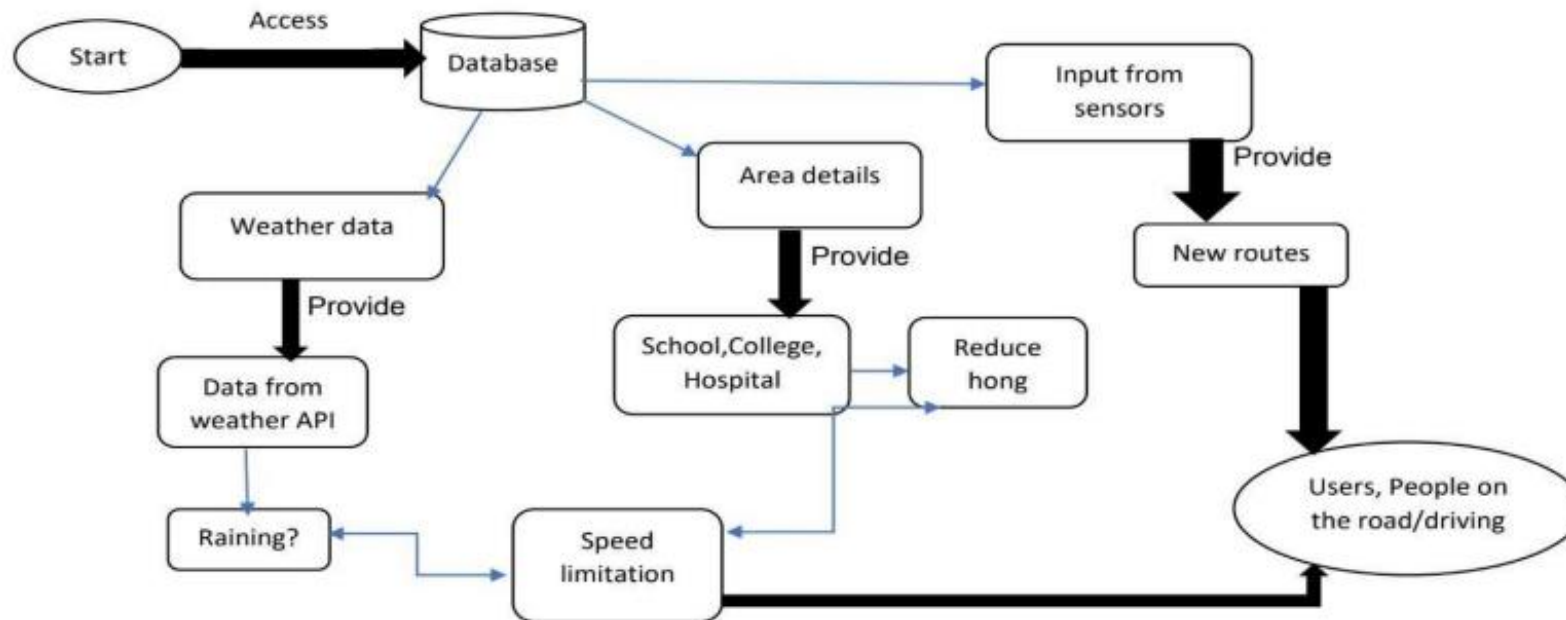 Access
Start
Database
Input from
sensors
Provide
Area details
Weather data
Provide
New routes
Provide
School,College,
Hospital
Reduce
hong
Data from
weather API
Users, People on
the road/driving
Raining?
Speed
limitation